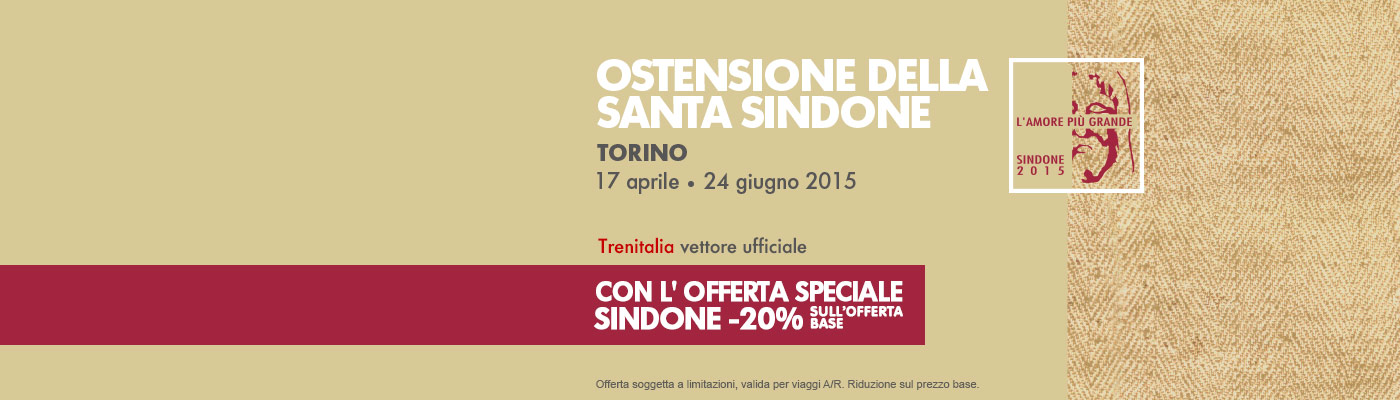 OSTENSIONE DELLA
SANTA SINDONE
TORINO
17 aprile • 24 giugno 2015
L'AMORE PIÙ GRANDE
SINDONE
2015
Trenitalia vettore ufficiale
CON L' OFFERTA SPECIALE
SINDONE -20% SULL'OFFERTA
BASE
Offerta soggetta a limitazioni, valida per viaggi A/R. Riduzione sul prezzo base.